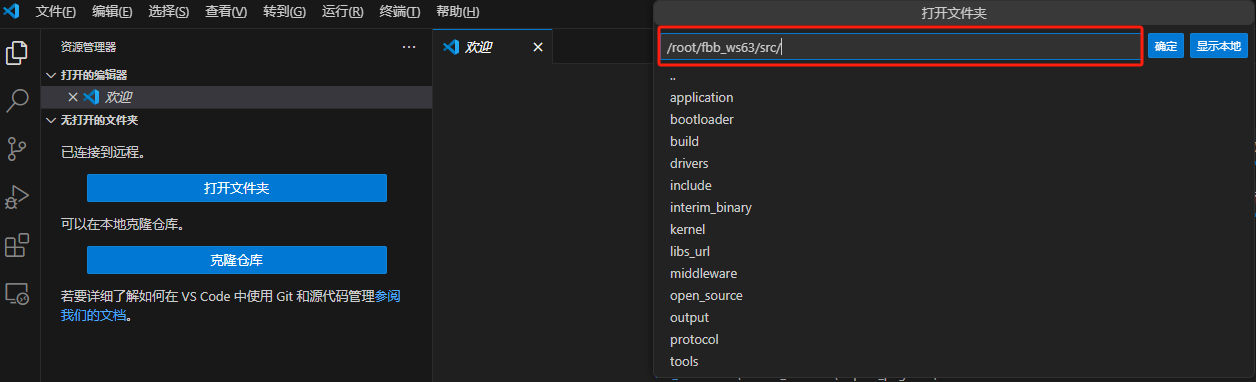 文件(F) 编辑(E) 选择(S) 查看(V) 转到(G) 运行(R) 终端(T) 帮助(H)
资源管理器 ···
打开的编辑器
欢迎
无打开的文件夹
已连接到远程。
打开文件夹
可以在本地克隆仓库。
克隆仓库
若要详细了解如何在 VS Code 中使用 Git 和源代码管理参阅
我们的文档。
欢迎
打开文件夹
/root/fbb_ws63/src/ 确定 显示本地
..
application
bootloader
build
drivers
include
interim_binary
kernel
libs_url
middleware
open_source
output
protocol
tools